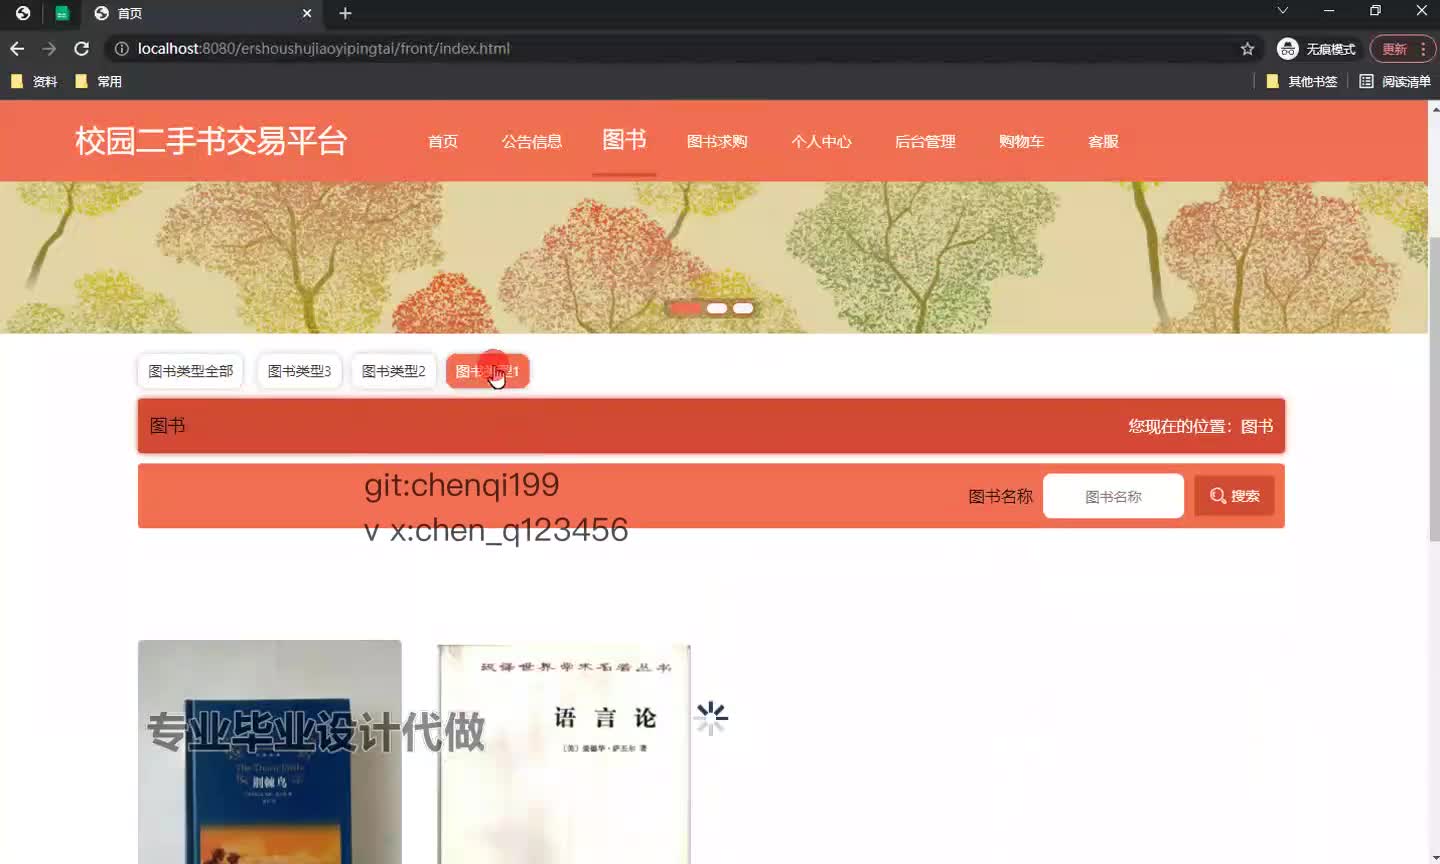 首页
localhost:8080/ershoushujiaoyipingtai/front/index.html
无痕模式
更新
资料
常用
其他书签
阅读清单
校园二手书交易平台
首页
公告信息
图书
图书求购
个人中心
后台管理
购物车
客服
图书类型全部
图书类型3
图书类型2
图书类型1
图书
您现在的位置：图书
git:chenqi199
v x:chen_q123456
图书名称
图书名称
搜索
汉译世界学术名著丛书
语言论
〔美〕爱德华·萨丕尔 著
专业毕业设计代做
荆棘鸟